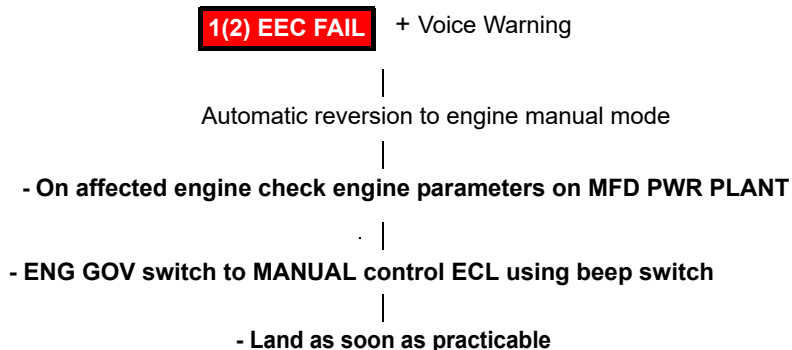 1(2) EEC FAIL + Voice Warning
Automatic reversion to engine manual mode
- On affected engine check engine parameters on MFD PWR PLANT
- ENG GOV switch to MANUAL control ECL using beep switch
- Land as soon as practicable